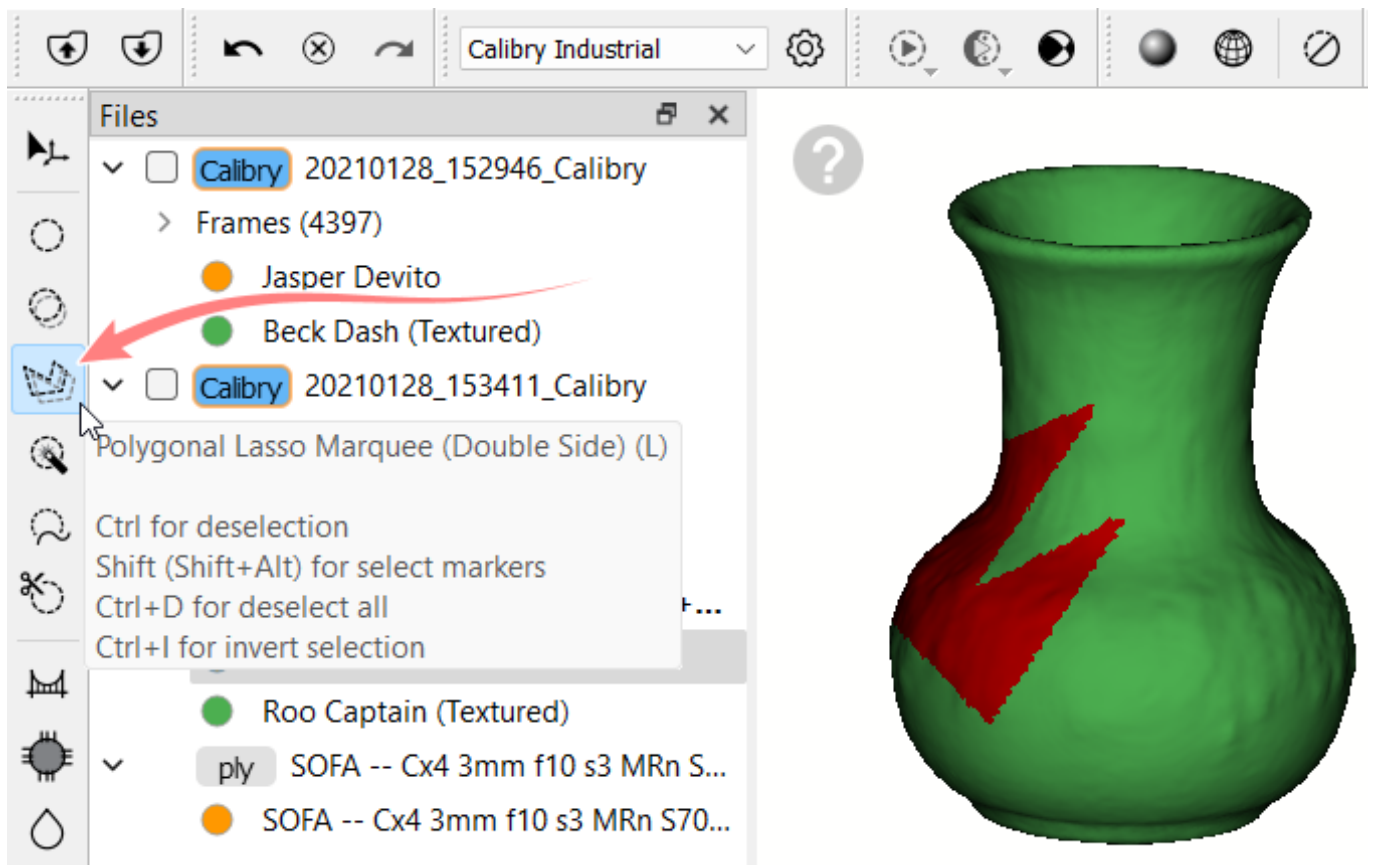 Calibry Industrial
Files
Calibry 20210128_152946_Calibry
Frames (4397)
Jasper Devito
Beck Dash (Textured)
Calibry 20210128_153411_Calibry
Polygonal Lasso Marquee (Double Side) (L)
Ctrl for deselection
Shift (Shift+Alt) for select markers
Ctrl+D for deselect all
+...
Ctrl+I for invert selection
Roo Captain (Textured)
ply SOFA -- Cx4 3mm f10 s3 MRn S...
SOFA -- Cx4 3mm f10 s3 MRn S70...
?